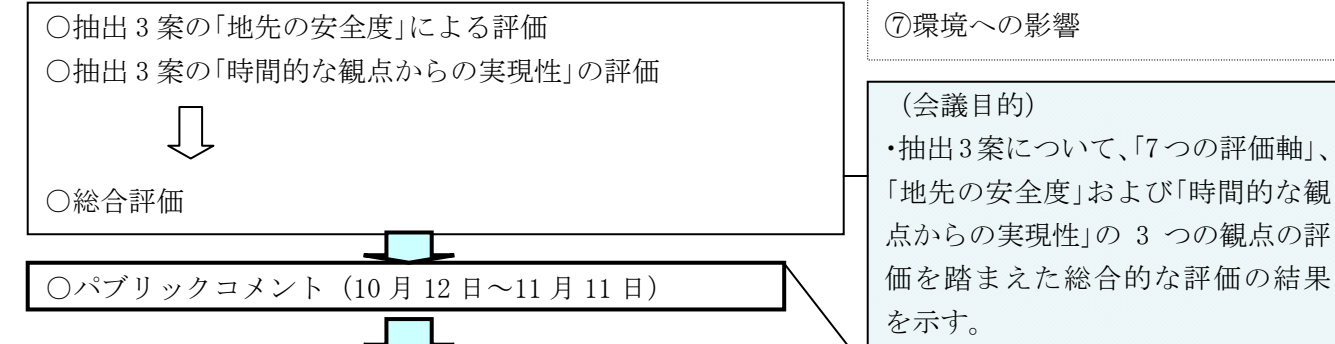 ○抽出3案の「地先の安全度」による評価
○抽出3案の「時間的な観点からの実現性」の評価
○総合評価
○パブリックコメント（10月12日～11月11日）
⑦環境への影響
（会議目的）
・抽出3案について、「7つの評価軸」、
「地先の安全度」および「時間的な観
点からの実現性」の 3 つの観点の評
価を踏まえた総合的な評価の結果
を示す。